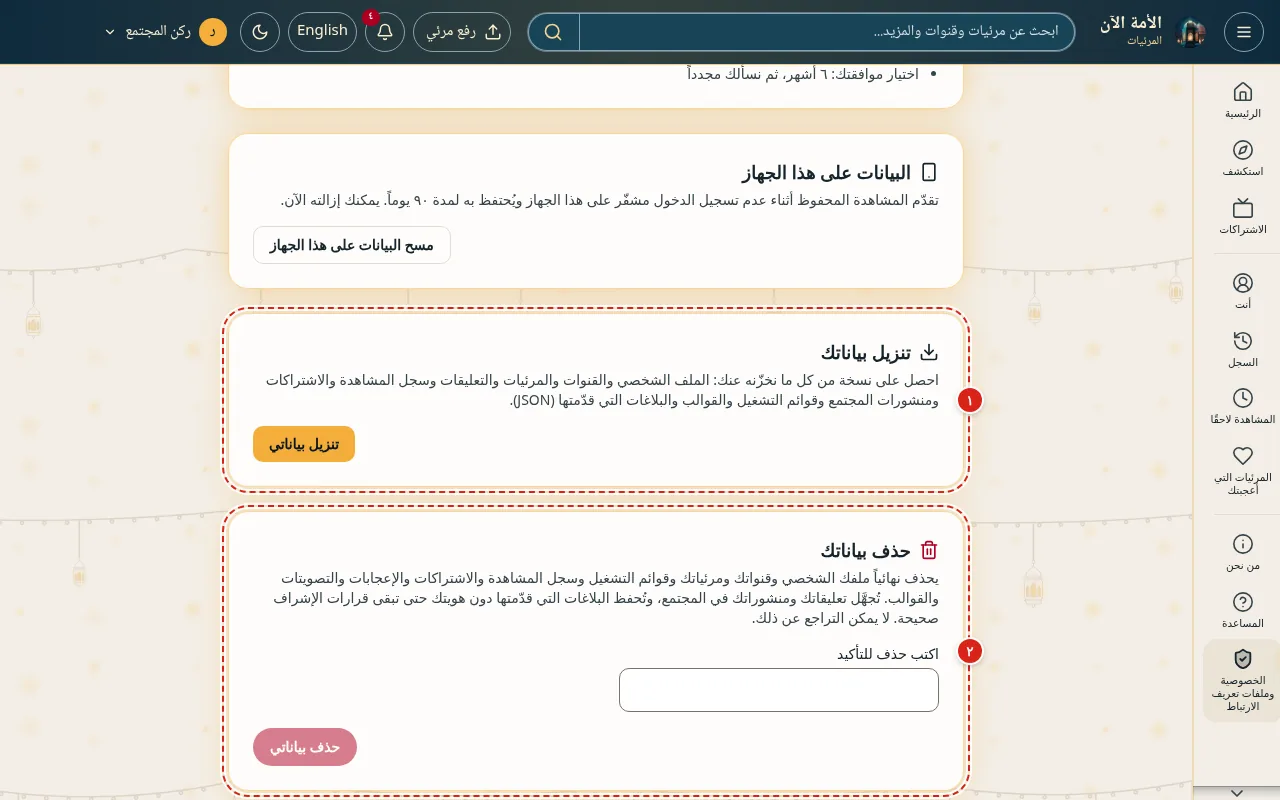 الأمة الآن
المرئيات
ابحث عن مرئيات وقنوات والمزيد...
رفع مرئي
٤
English
ر
ركن المجتمع
الرئيسية
استكشف
الاشتراكات
أنت
السجل
المشاهدة لاحقًا
المرئيات التي
أعجبتك
من نحن
المساعدة
الخصوصية
وملفات تعريف
الارتباط
اختيار موافقتك: ٦ أشهر، ثم نسألك مجدداً
البيانات على هذا الجهاز
تقدّم المشاهدة المحفوظ أثناء عدم تسجيل الدخول مشفّر على هذا الجهاز ويُحتفظ به لمدة ٩٠ يوماً. يمكنك إزالته الآن.
مسح البيانات على هذا الجهاز
تنزيل بياناتك
احصل على نسخة من كل ما نخزّنه عنك: الملف الشخصي والقنوات والمرئيات والتعليقات وسجل المشاهدة والاشتراكات
ومنشورات المجتمع وقوائم التشغيل والقوالب والبلاغات التي قدّمتها (JSON).
١
تنزيل بياناتي
حذف بياناتك
يحذف نهائياً ملفك الشخصي وقنواتك ومرئياتك وقوائم التشغيل وسجل المشاهدة والاشتراكات والإعجابات والتصويتات
والقوالب. تُجهَّل تعليقاتك ومنشوراتك في المجتمع، وتُحفظ البلاغات التي قدّمتها دون هويتك حتى تبقى قرارات الإشراف
صحيحة. لا يمكن التراجع عن ذلك.
٢
اكتب حذف للتأكيد
حذف بياناتي